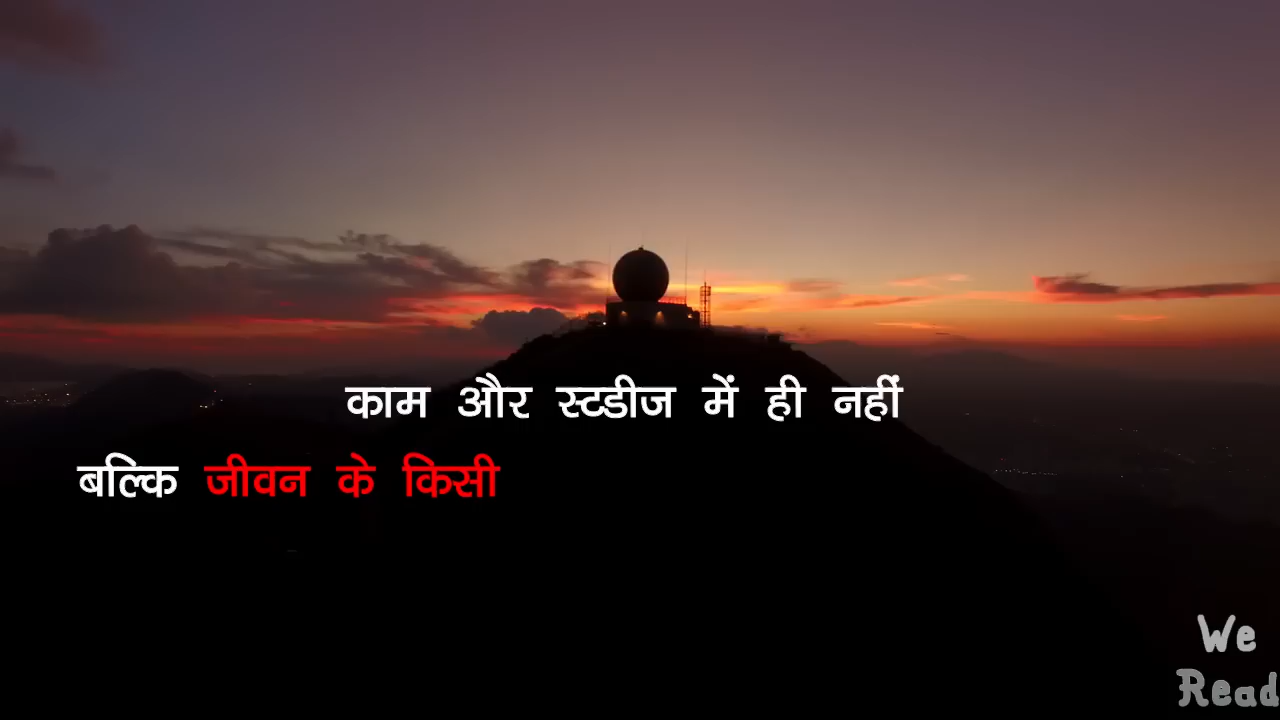 काम और स्टडीज में ही नहीं
बल्कि जीवन के किसी
We
Read